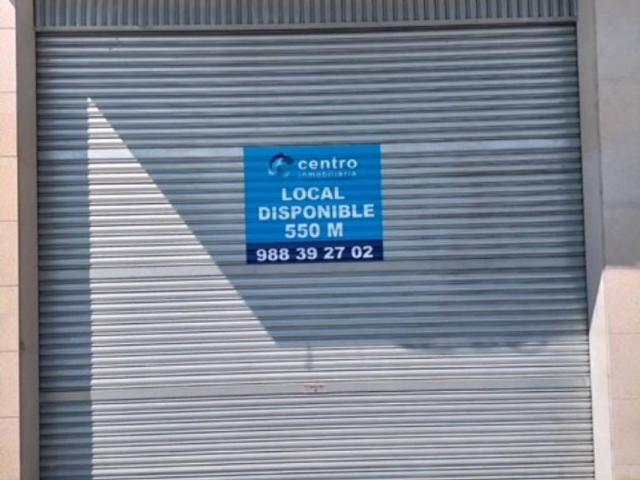 centro
inmobiliaria
LOCAL
DiSPONIBLE
550 M
988 39 27 02